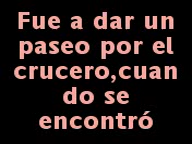 Fue a dar un
paseo por el
crucero,cuan
do se
encontró